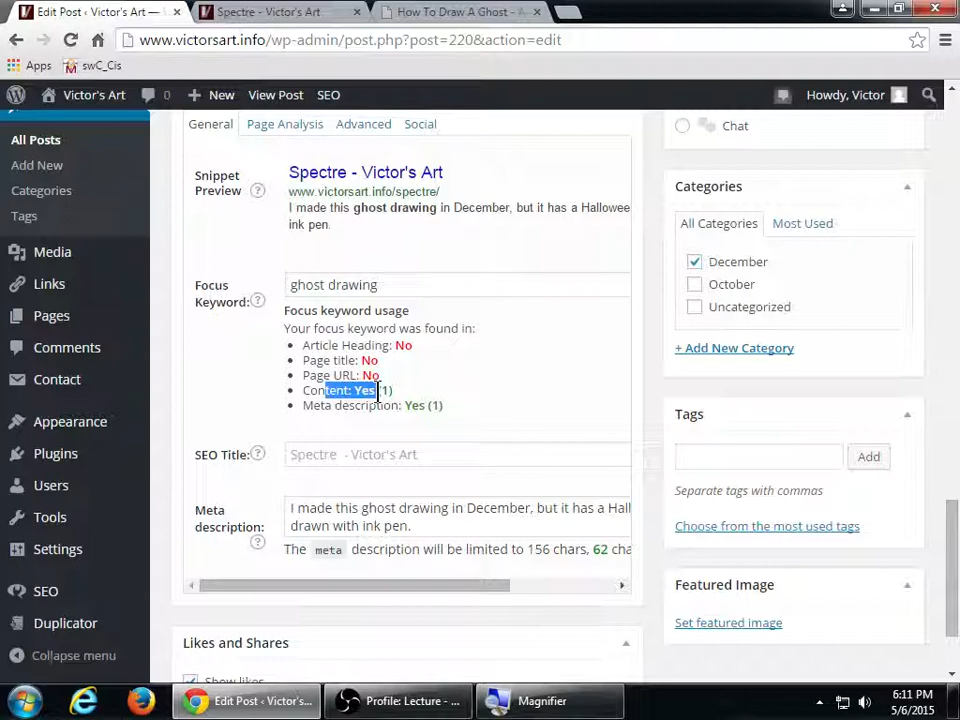 Edit Post ‹ Victor's Art —
Spectre - Victor's Art
How To Draw A Ghost - A
www.victorsart.info/wp-admin/post.php?post=220&action=edit
Apps
swC_Cis
Victor's Art
0
New
View Post
SEO
Howdy, Victor
All Posts
Add New
Categories
Tags
Media
Links
Pages
Comments
Contact
Appearance
Plugins
Users
Tools
Settings
SEO
Duplicator
Collapse menu
General
Page Analysis
Advanced
Social
Snippet
Preview
?
Spectre - Victor's Art
www.victorsart.info/spectre/
I made this ghost drawing in December, but it has a Hallowee
ink pen.
Focus
Keyword:
?
ghost drawing
Focus keyword usage
Your focus keyword was found in:
Article Heading: No
Page title: No
Page URL: No
Content: Yes (1)
Meta description: Yes (1)
SEO Title:
?
Spectre - Victor's Art
Meta
description:
?
I made this ghost drawing in December, but it has a Hall
drawn with ink pen.
The meta description will be limited to 156 chars, 62 cha
Likes and Shares
Show likes.
Chat
Categories
All Categories
Most Used
December
October
Uncategorized
+ Add New Category
Tags
Add
Separate tags with commas
Choose from the most used tags
Featured Image
Set featured image
Edit Post ‹ Victor's...
Profile: Lecture - ...
Magnifier
6:11 PM
5/6/2015